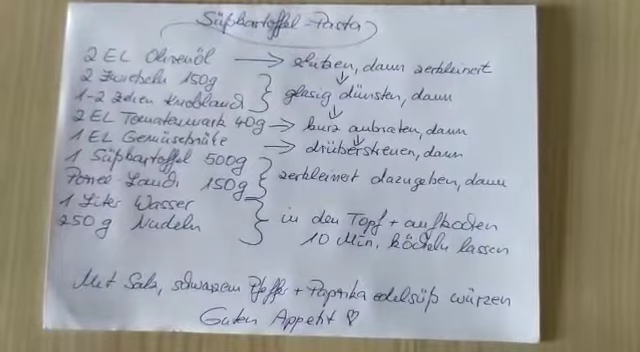 Süßkartoffel-Pasta
2 EL Olivenöl → erhitzen, dann zerkleinert
2 Zwiebeln 150g
1-2 Zehen Knoblauch } glasig dünsten, dann
2 EL Tomatenmark 40g → kurz anbraten, dann
1 EL Gemüsebrühe → drüberstreuen, dann
1 Süßkartoffel 500g
Porree-Lauch 150g } zerkleinert dazugeben, dann
1 Liter Wasser } in den Topf + aufkochen
250 g Nudeln 10 Min. köcheln lassen
Mit Salz, schwarzem Pfeffer + Paprika edelsüß würzen
Guten Appetit ♡